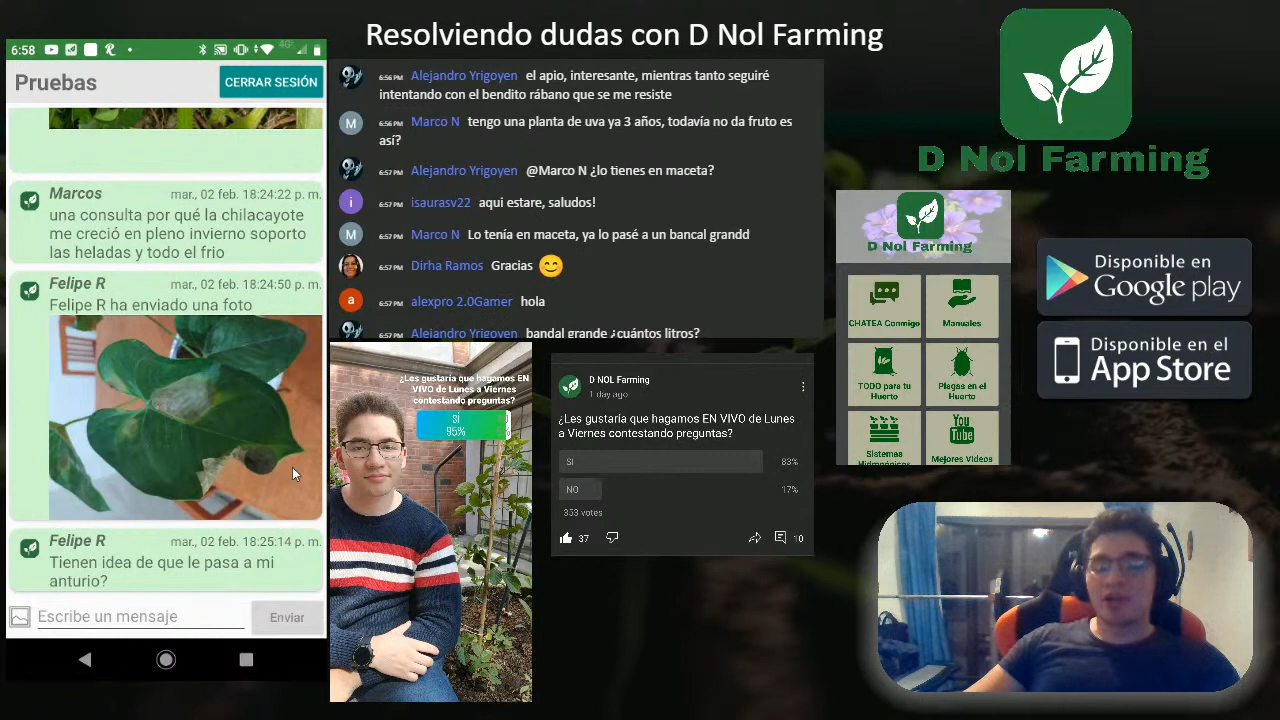 Resolviendo dudas con D Nol Farming
6:58
Pruebas
CERRAR SESIÓN
Marcos
mar., 02 feb. 18:24:22 p. m.
una consulta por qué la chilacayote
me creció en pleno invierno soporto
las heladas y todo el frio
Felipe R
mar., 02 feb. 18:24:50 p. m.
Felipe R ha enviado una foto
Felipe R
mar., 02 feb. 18:25:14 p. m.
Tienen idea de que le pasa a mi
anturio?
Escribe un mensaje
Enviar
6:56 PM Alejandro Yrigoyen el apio, interesante, mientras tanto seguiré
intentando con el bendito rábano que se me resiste
M 6:56 PM Marco N tengo una planta de uva ya 3 años, todavía no da fruto es
así?
6:57 PM Alejandro Yrigoyen @Marco N ¿lo tienes en maceta?
i 6:57 PM isaurasv22 aqui estare, saludos!
M 6:57 PM Marco N Lo tenía en maceta, ya lo pasé a un bancal grandd
6:57 PM Dirha Ramos Gracias 😊
a 6:57 PM alexpro 2.0Gamer hola
6:57 PM Alejandro Yrigoyen bandal grande ¿cuántos litros?
¿Les gustaría que hagamos EN
VIVO de Lunes a Viernes
contestando preguntas?
SÍ
95%
D NOL Farming
1 day ago
¿Les gustaría que hagamos EN VIVO de Lunes
a Viernes contestando preguntas?
SI 83%
NO 17%
353 votes
37
10
D Nol Farming
D Nol Farming
CHATEA Conmigo
Manuales
TODO para tu
Huerto
Plagas en el
Huerto
Sistemas
Hidropónicos
You
Tube
Mejores Videos
Disponible en
Google play
Disponible en el
App Store